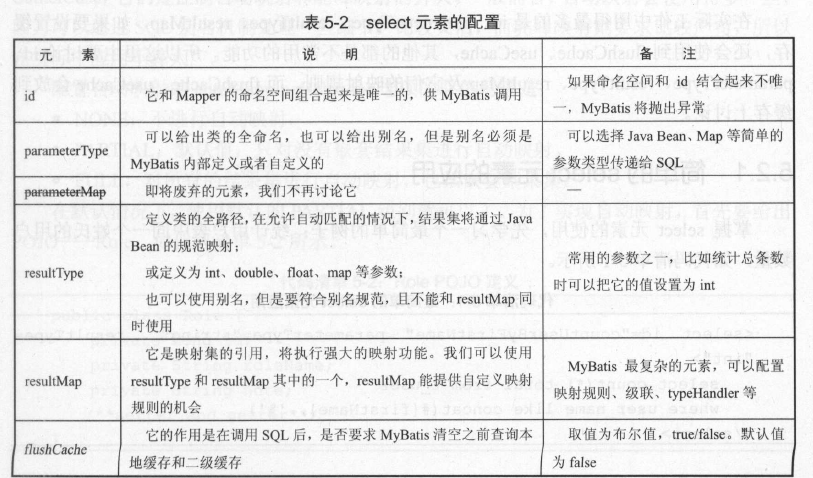 表 5-2 select 元素的配置
元 素 说 明 备 注
id 它和 Mapper 的命名空间组合起来是唯一的，供 MyBatis 调用 如果命名空间和 id 结合起来不唯一，MyBatis 将抛出异常
parameterType 可以给出类的全命名，也可以给出别名，但是别名必须是
MyBatis 内部定义或者自定义的
可以选择 Java Bean、Map 等简单的
参数类型传递给 SQL
parameterMap 即将废弃的元素，我们不再讨论它 —
resultType
定义类的全路径，在允许自动匹配的情况下，结果集将通过 Java
Bean 的规范映射；
或定义为 int、double、float、map 等参数；
也可以使用别名，但是要符合别名规范，且不能和 resultMap 同
时使用
常用的参数之一，比如统计总条数
时可以把它的值设置为 int
resultMap
它是映射集的引用，将执行强大的映射功能。我们可以使用
resultType 和 resultMap 其中的一个，resultMap 能提供自定义映射
规则的机会
MyBatis 最复杂的元素，可以配置
映射规则、级联、typeHandler 等
flushCache
它的作用是在调用 SQL 后，是否要求 MyBatis 清空之前查询本
地缓存和二级缓存
取值为布尔值，true/false。默认值
为 false